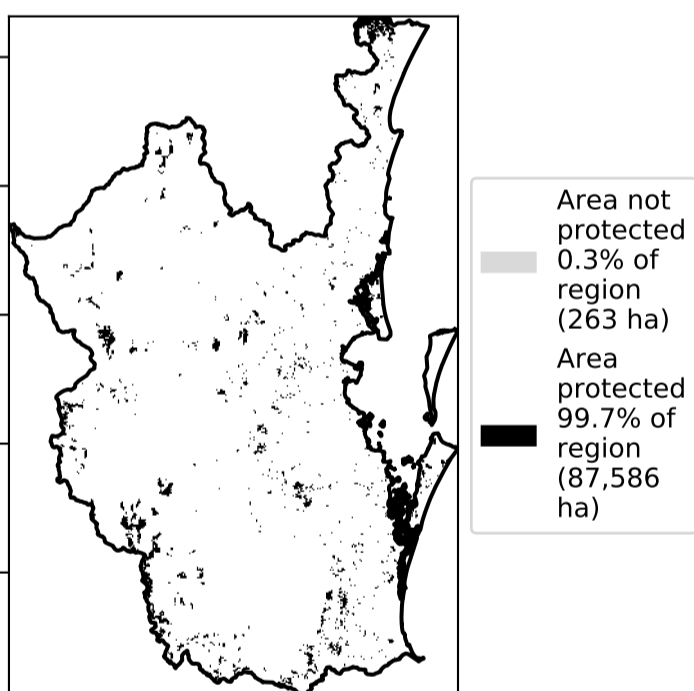 Area not
protected
0.3% of
region
(263 ha)
Area
protected
99.7% of
region
(87,586
ha)